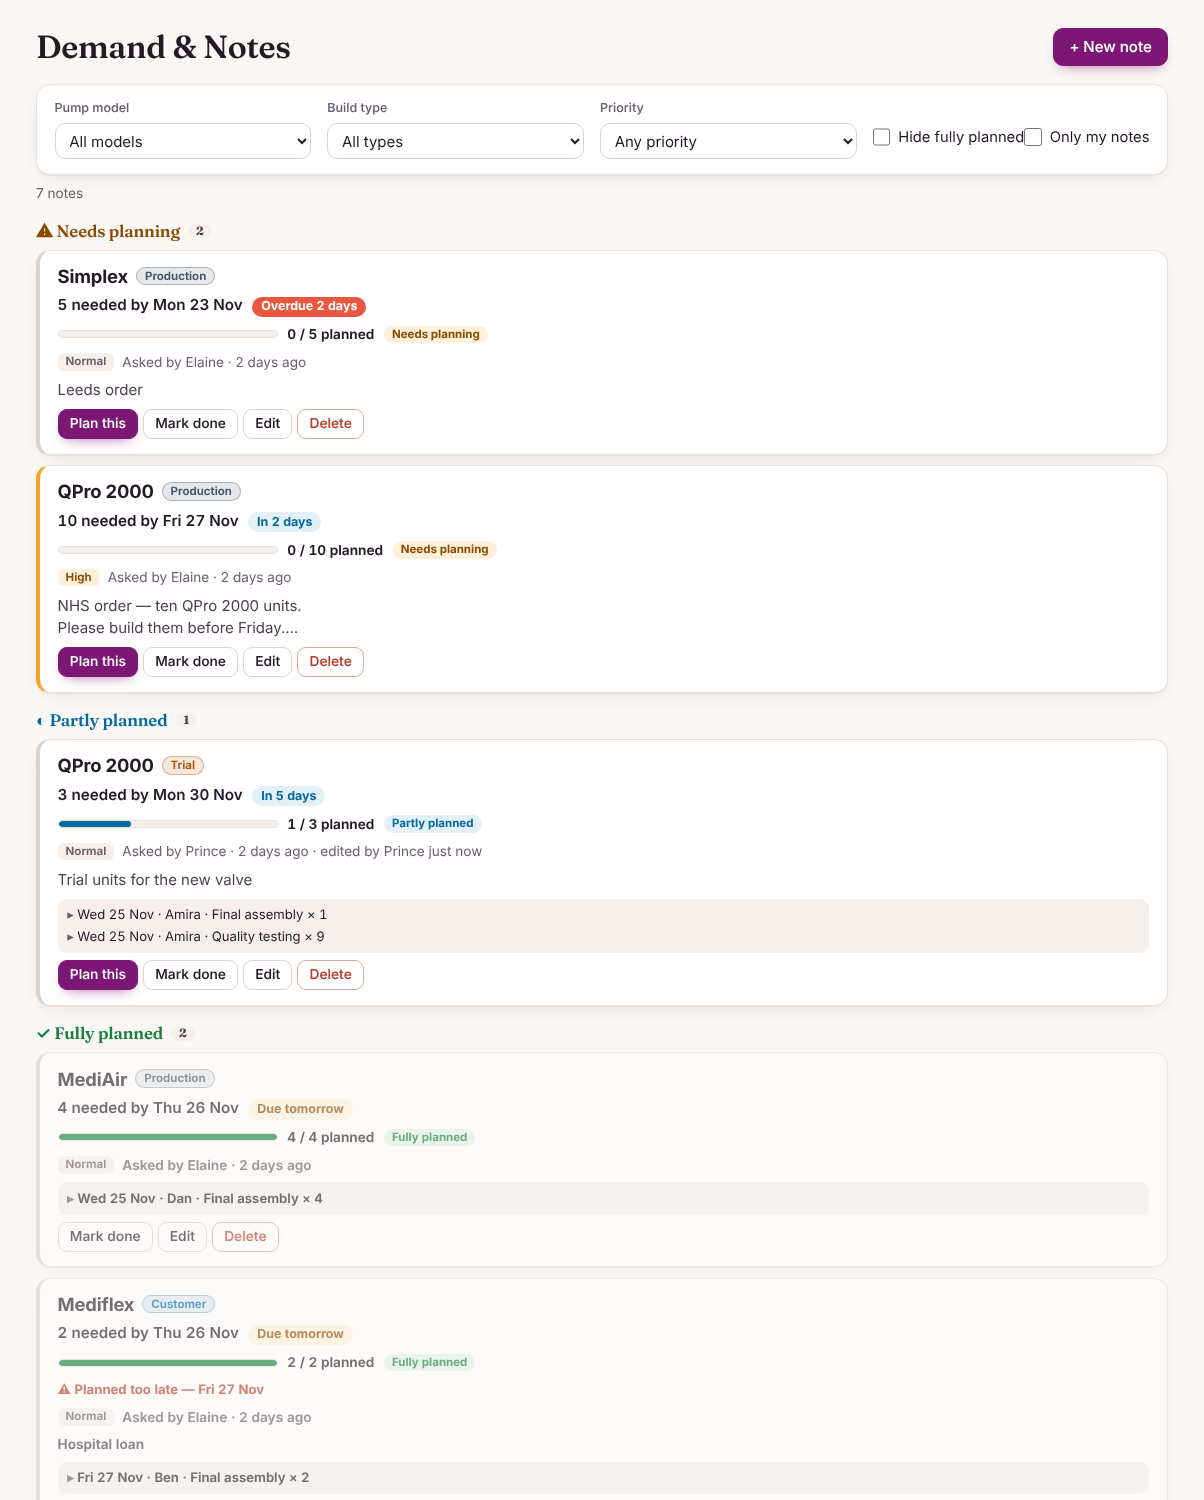 Demand & Notes
+ New note
Pump model
Build type
Priority
All models
All types
Any priority
Hide fully planned
Only my notes
7 notes
Needs planning 2
Simplex Production
5 needed by Mon 23 Nov Overdue 2 days
0 / 5 planned Needs planning
Normal Asked by Elaine · 2 days ago
Leeds order
Plan this Mark done Edit Delete
QPro 2000 Production
10 needed by Fri 27 Nov In 2 days
0 / 10 planned Needs planning
High Asked by Elaine · 2 days ago
NHS order — ten QPro 2000 units.
Please build them before Friday....
Plan this Mark done Edit Delete
Partly planned 1
QPro 2000 Trial
3 needed by Mon 30 Nov In 5 days
1 / 3 planned Partly planned
Normal Asked by Prince · 2 days ago · edited by Prince just now
Trial units for the new valve
▸ Wed 25 Nov · Amira · Final assembly × 1
▸ Wed 25 Nov · Amira · Quality testing × 9
Plan this Mark done Edit Delete
✓ Fully planned 2
MediAir Production
4 needed by Thu 26 Nov Due tomorrow
4 / 4 planned Fully planned
Normal Asked by Elaine · 2 days ago
▸ Wed 25 Nov · Dan · Final assembly × 4
Mark done Edit Delete
Mediflex Customer
2 needed by Thu 26 Nov Due tomorrow
2 / 2 planned Fully planned
⚠ Planned too late — Fri 27 Nov
Normal Asked by Elaine · 2 days ago
Hospital loan
▸ Fri 27 Nov · Ben · Final assembly × 2